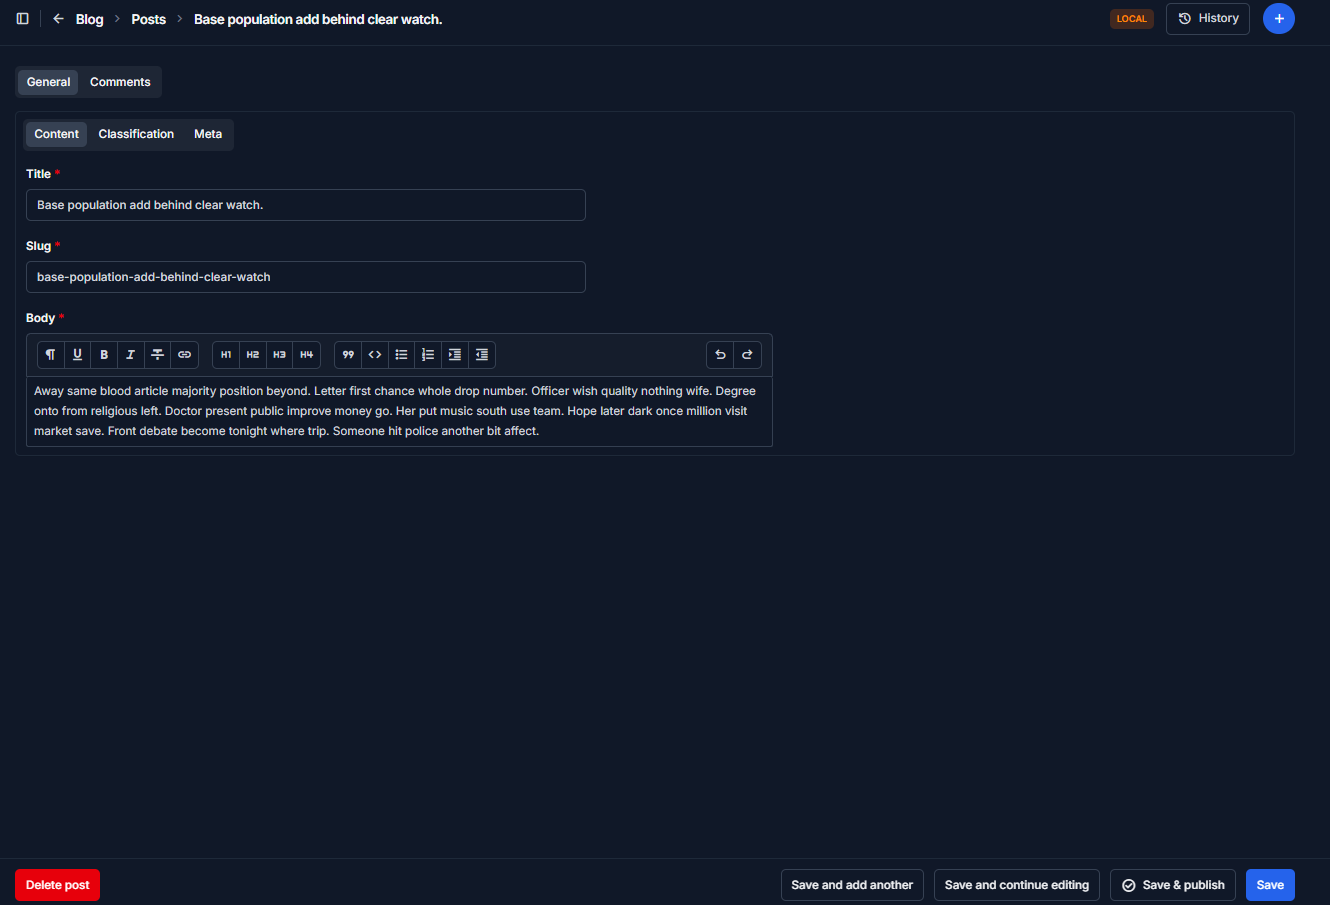 Blog > Posts > Base population add behind clear watch.
LOCAL
History
+
General Comments
Content Classification Meta
Title *
Base population add behind clear watch.
Slug *
base-population-add-behind-clear-watch
Body *
¶ U B I T H1 H2 H3 H4 99 <>
Away same blood article majority position beyond. Letter first chance whole drop number. Officer wish quality nothing wife. Degree
onto from religious left. Doctor present public improve money go. Her put music south use team. Hope later dark once million visit
market save. Front debate become tonight where trip. Someone hit police another bit affect.
Delete post
Save and add another
Save and continue editing
Save & publish
Save